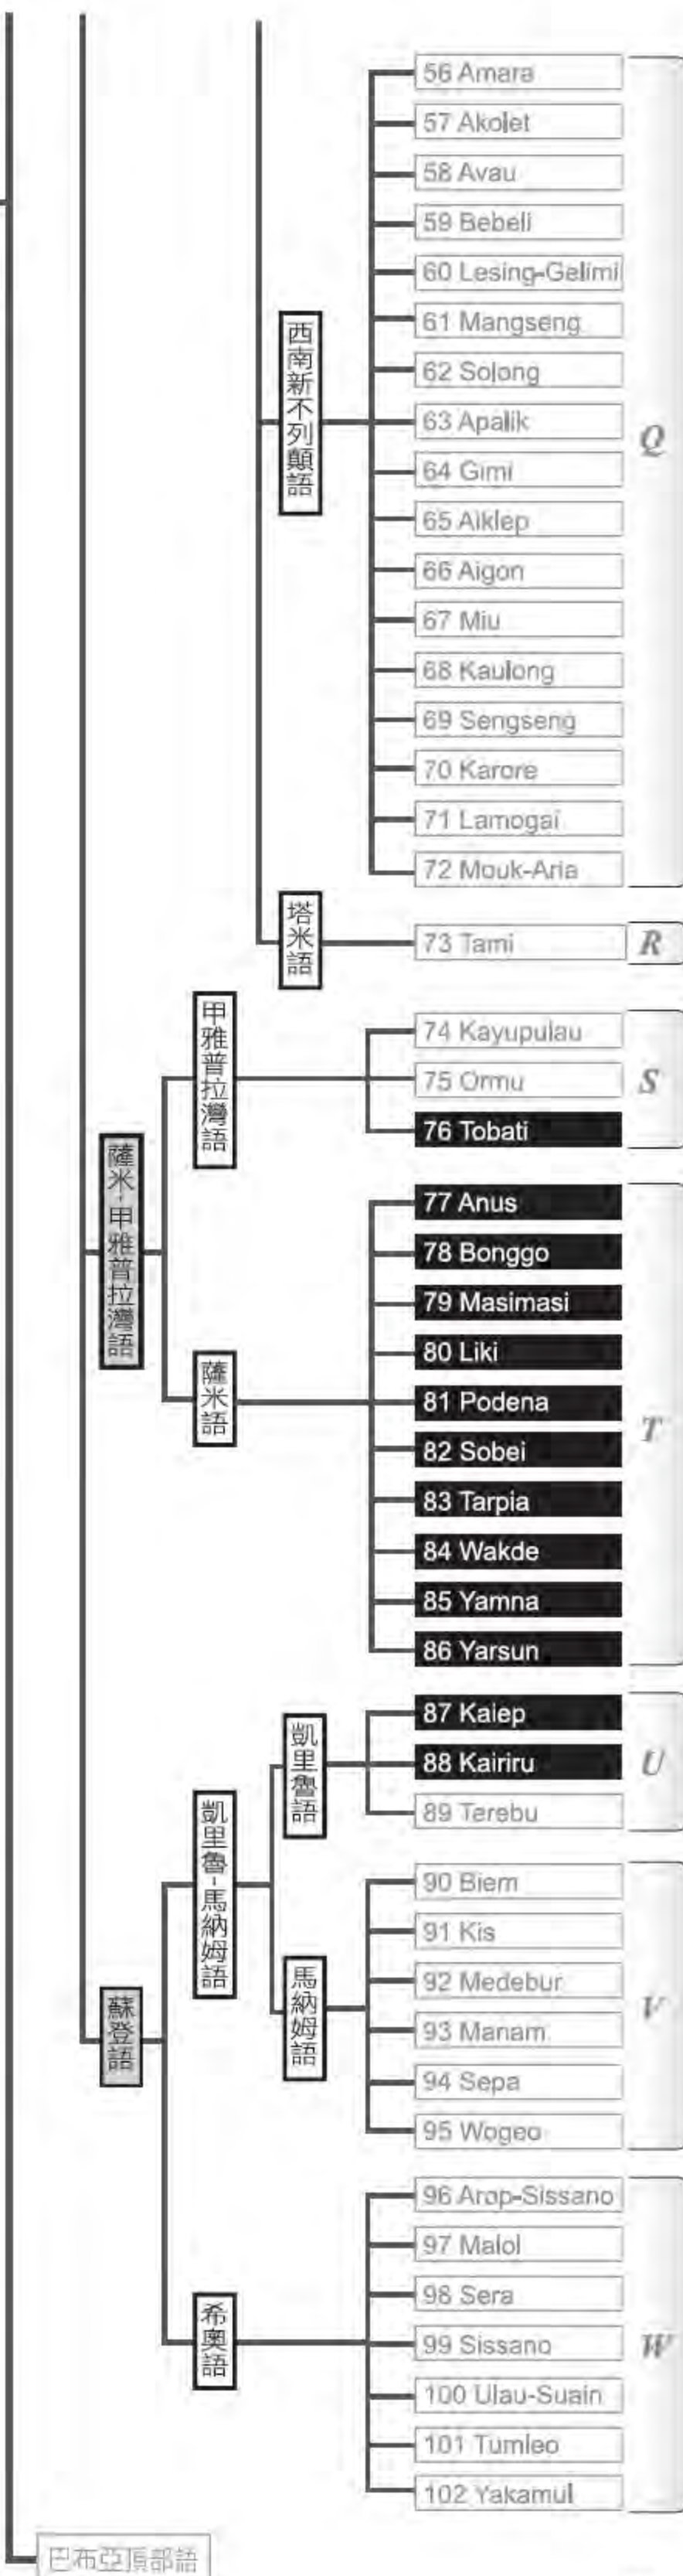 西南新不列顛語
56 Amara
57 Akolet
58 Avau
59 Bebeli
60 Lesing-Gelimi
61 Mangseng
62 Solong
63 Apalik
64 Gimi
65 Aiklep
66 Aigon
67 Miu
68 Kaulong
69 Sengseng
70 Karore
71 Lamogai
72 Mouk-Aria
Q
塔米語
73 Tami
R
薩米-甲雅普拉灣語
甲雅普拉灣語
74 Kayupulau
75 Ormu
76 Tobati
S
薩米語
77 Anus
78 Bonggo
79 Masimasi
80 Liki
81 Podena
82 Sobei
83 Tarpia
84 Wakde
85 Yamna
86 Yarsun
T
蘇登語
凱里魯-馬納姆語
凱里魯語
87 Kaiep
88 Kairiru
89 Terebu
U
馬納姆語
90 Biem
91 Kis
92 Medebur
93 Manam
94 Sepa
95 Wogeo
V
希奧語
96 Arop-Sissano
97 Malol
98 Sera
99 Sissano
100 Ulau-Suain
101 Tumleo
102 Yakamul
W
巴布亞頂部語